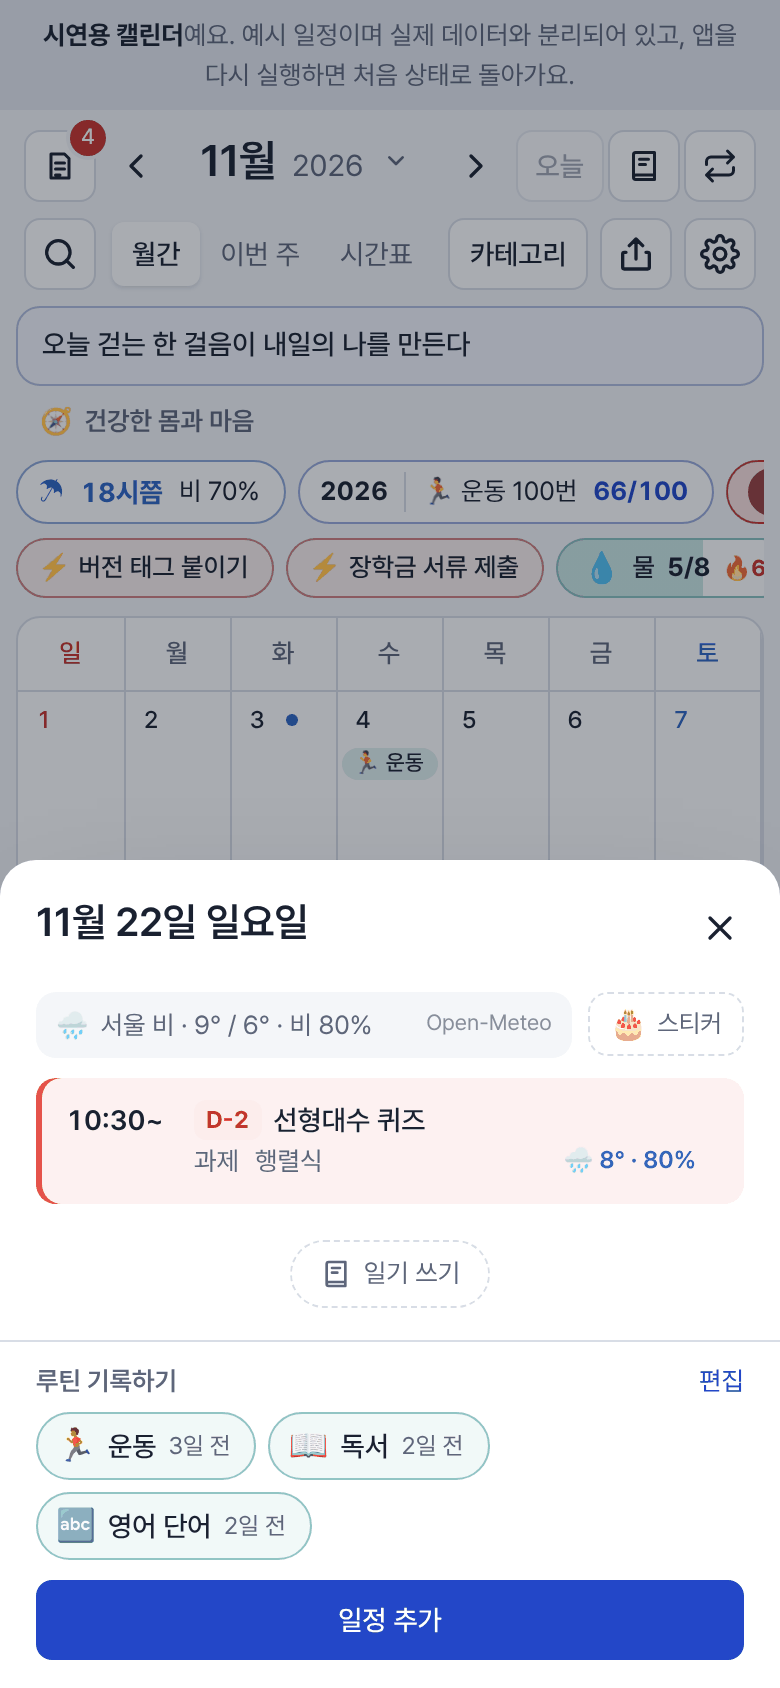 시연용 캘린더예요. 예시 일정이며 실제 데이터와 분리되어 있고, 앱을
다시 실행하면 처음 상태로 돌아가요.
4
11월 2026
오늘
월간 이번 주 시간표 카테고리
오늘 걷는 한 걸음이 내일의 나를 만든다
🧭 건강한 몸과 마음
18시쯤 비 70% 2026 🏃 운동 100번 66/100
⚡ 버전 태그 붙이기 ⚡ 장학금 서류 제출 💧 물 5/8 🔥6
일 월 화 수 목 금 토
1 2 3 4 5 6 7
🏃 운동
11월 22일 일요일
🌧️ 서울 비 · 9° / 6° · 비 80% Open-Meteo 🎂 스티커
10:30~ D-2 선형대수 퀴즈
과제 행렬식 🌧️ 8° · 80%
일기 쓰기
루틴 기록하기 편집
🏃 운동 3일 전 📖 독서 2일 전
🔤 영어 단어 2일 전
일정 추가